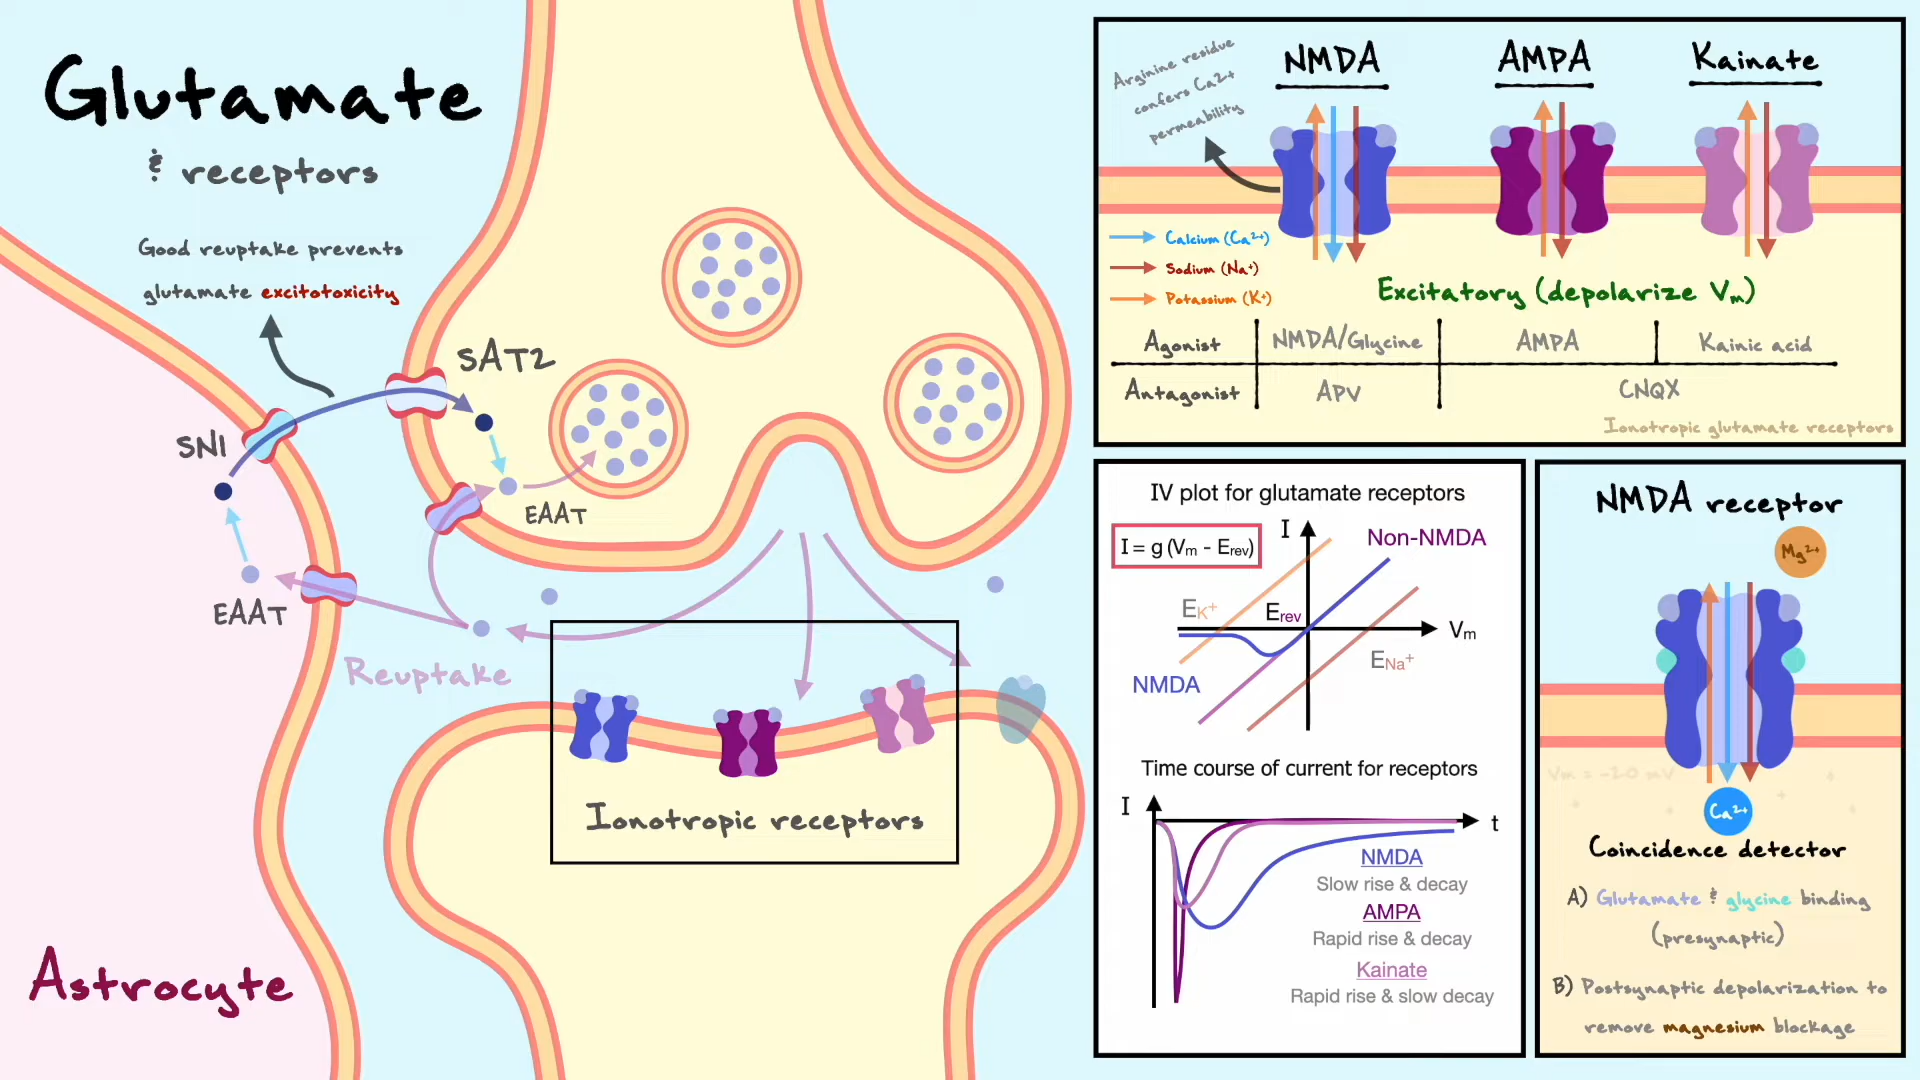 Glutamate
& receptors
Good reuptake prevents
glutamate excitotoxicity
SAT2
SN1
EAAT
EAAT
Reuptake
Ionotropic receptors
Astrocyte
Arginine residue
confers Ca2+
permeability
NMDA
AMPA
Kainate
Calcium (Ca2+)
Sodium (Na+)
Potassium (K+)
Excitatory (depolarize Vm)
Agonist NMDA/Glycine AMPA Kainic acid
Antagonist APV CNQX
Ionotropic glutamate receptors
IV plot for glutamate receptors
I = g (Vm - Erev)
I
Non-NMDA
EK+
Erev
Vm
ENa+
NMDA
Time course of current for receptors
I
t
NMDA
Slow rise & decay
AMPA
Rapid rise & decay
Kainate
Rapid rise & slow decay
NMDA receptor
Mg2+
Vm = -20 mV
Ca2+
Coincidence detector
A) Glutamate & glycine binding
(presynaptic)
B) Postsynaptic depolarization to
remove magnesium blockage